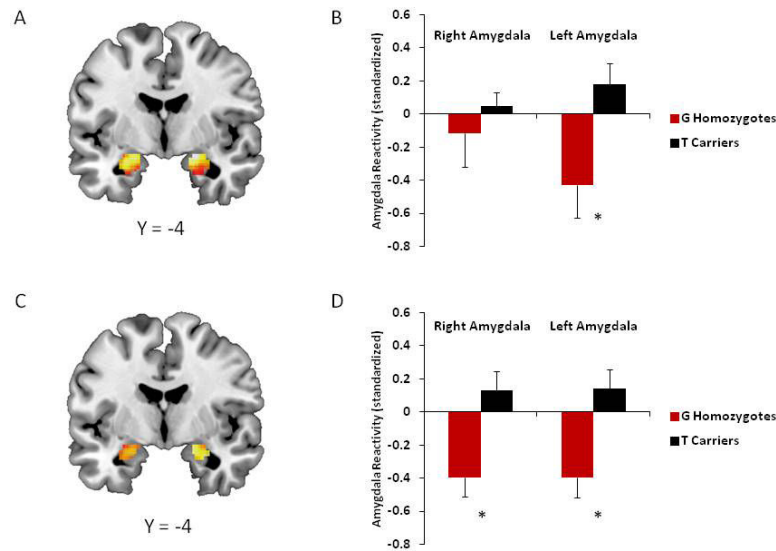 A
Y = -4
B
Amygdala Reactivity (standardized)
0.6
0.4
0.2
0
-0.2
-0.4
-0.6
-0.8
Right Amygdala
Left Amygdala
*
G Homozygotes
T Carriers
C
Y = -4
D
Amygdala Reactivity (standardized)
0.6
0.4
0.2
0
-0.2
-0.4
-0.6
-0.8
Right Amygdala
Left Amygdala
*
*
G Homozygotes
T Carriers